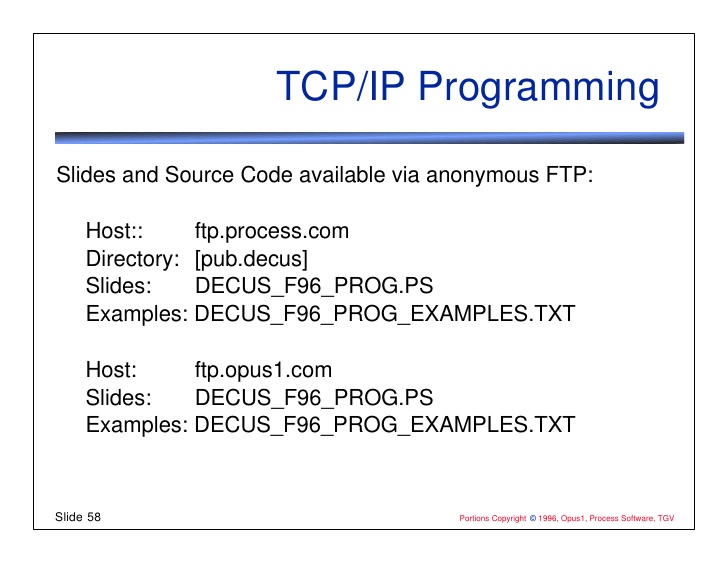 TCP/IP Programming
Slides and Source Code available via anonymous FTP:
Host:: ftp.process.com
Directory: [pub.decus]
Slides: DECUS_F96_PROG.PS
Examples: DECUS_F96_PROG_EXAMPLES.TXT
Host: ftp.opus1.com
Slides: DECUS_F96_PROG.PS
Examples: DECUS_F96_PROG_EXAMPLES.TXT
Slide 58
Portions Copyright © 1996, Opus1, Process Software, TGV